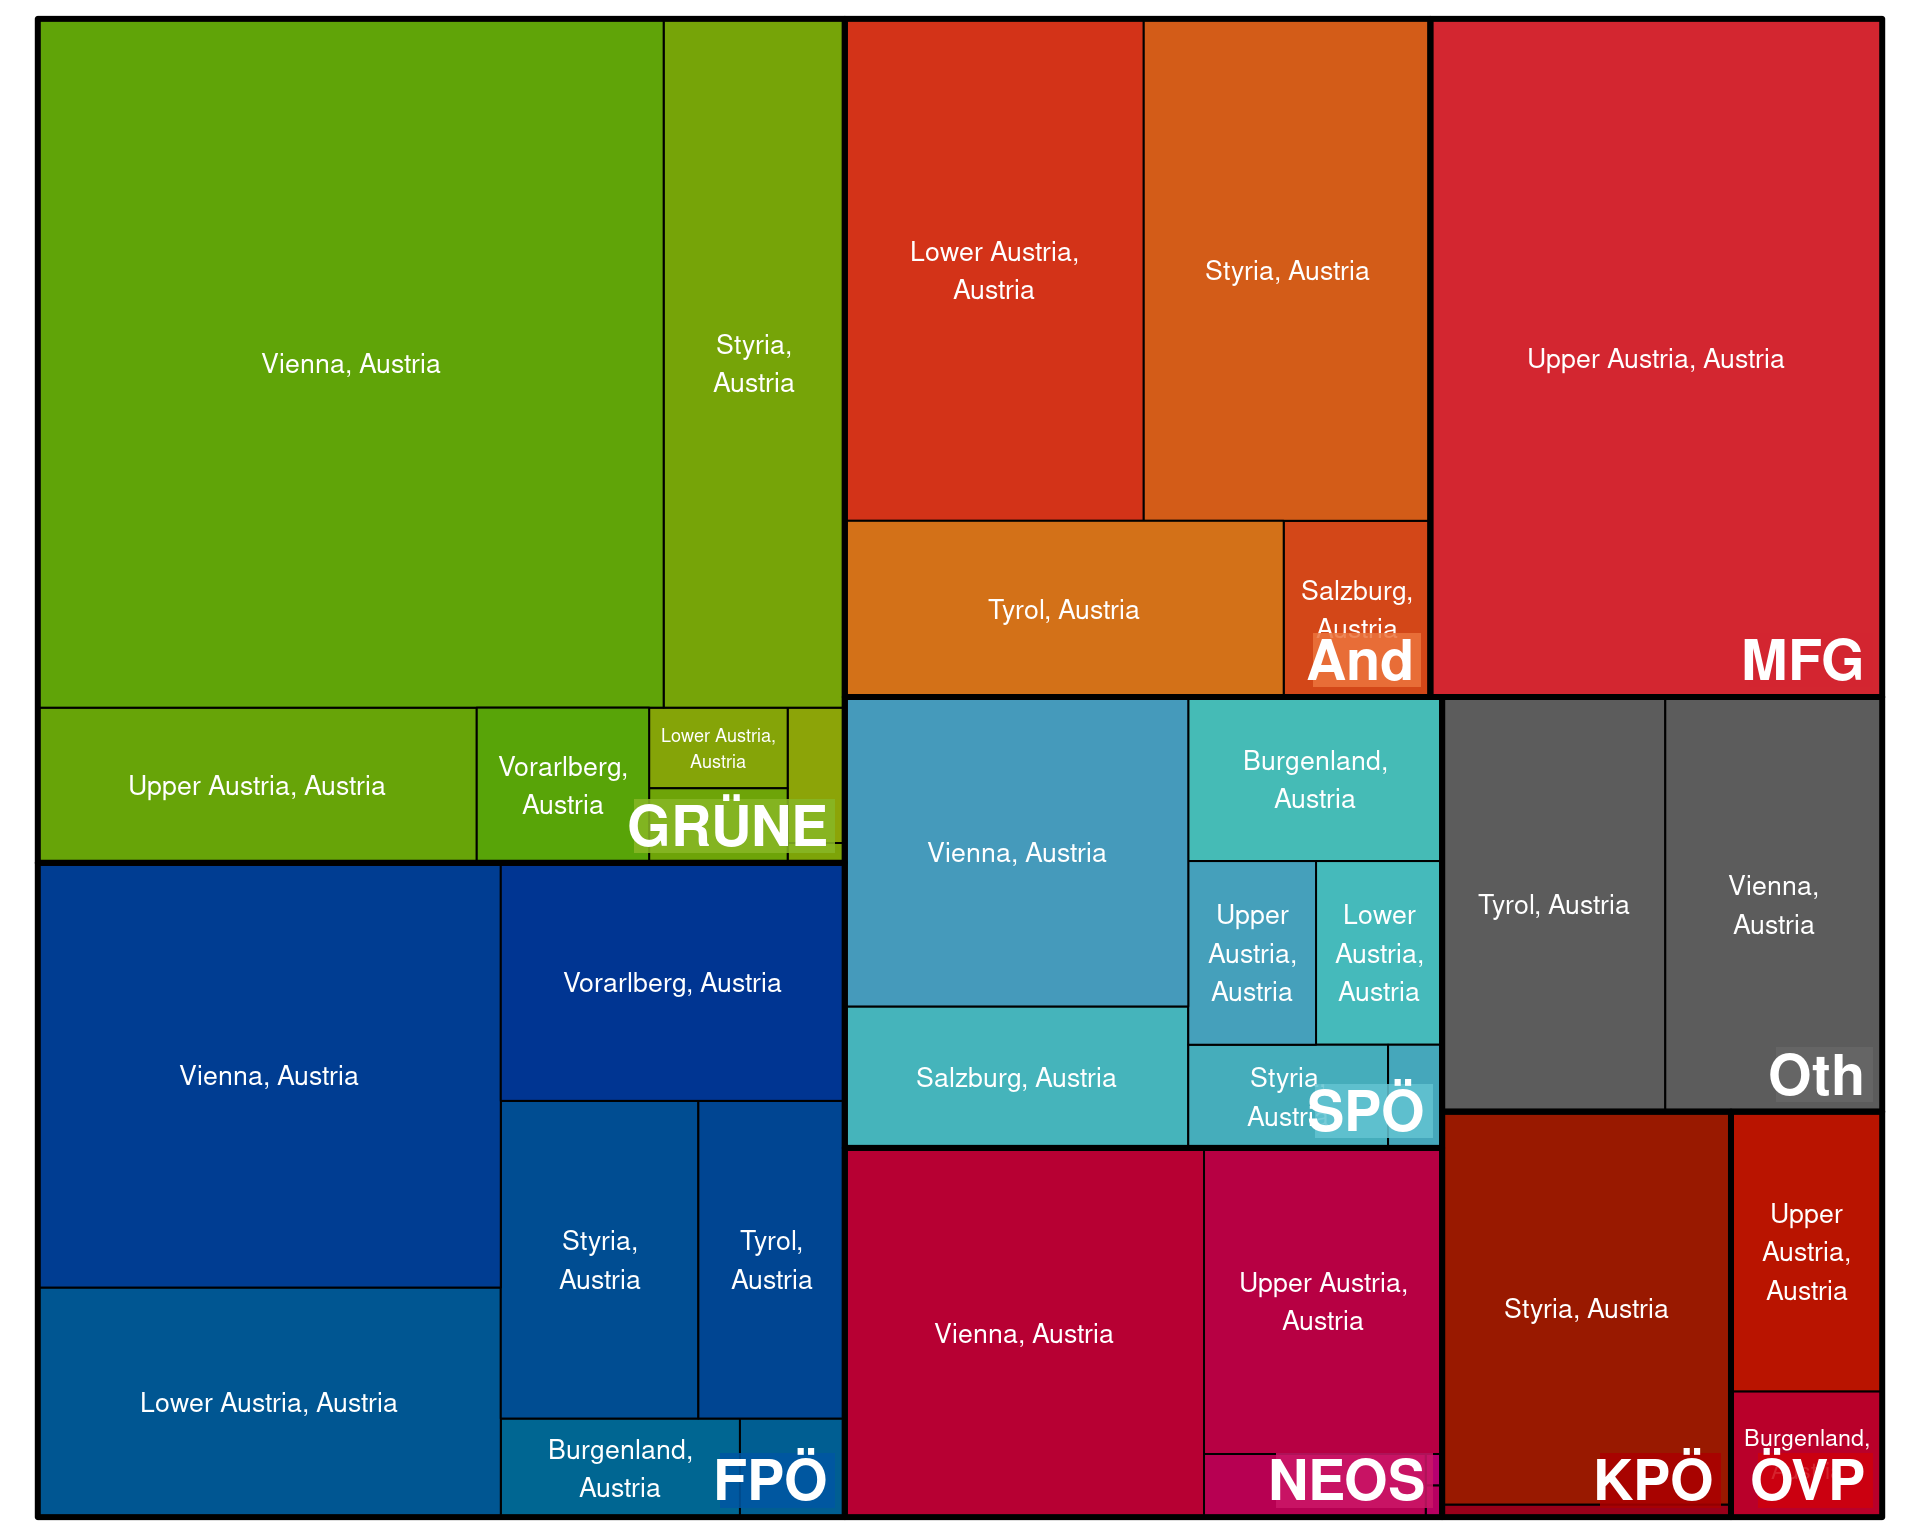 Vienna, Austria
Styria,
Austria
Upper Austria, Austria
Vorarlberg,
Austria
Lower Austria,
Austria
GRÜNE
Lower Austria,
Austria
Styria, Austria
Tyrol, Austria
Salzburg,
Austria
And
Upper Austria, Austria
MFG
Vienna, Austria
Vorarlberg, Austria
Styria,
Austria
Tyrol,
Austria
Lower Austria, Austria
Burgenland,
Austria
FPÖ
Vienna, Austria
Burgenland,
Austria
Upper
Austria,
Austria
Lower
Austria,
Austria
Salzburg, Austria
Styria,
Austria
SPÖ
Tyrol, Austria
Vienna,
Austria
Oth
Vienna, Austria
Upper Austria,
Austria
NEOS
Styria, Austria
KPÖ
Upper
Austria,
Austria
Burgenland,
ÖVP